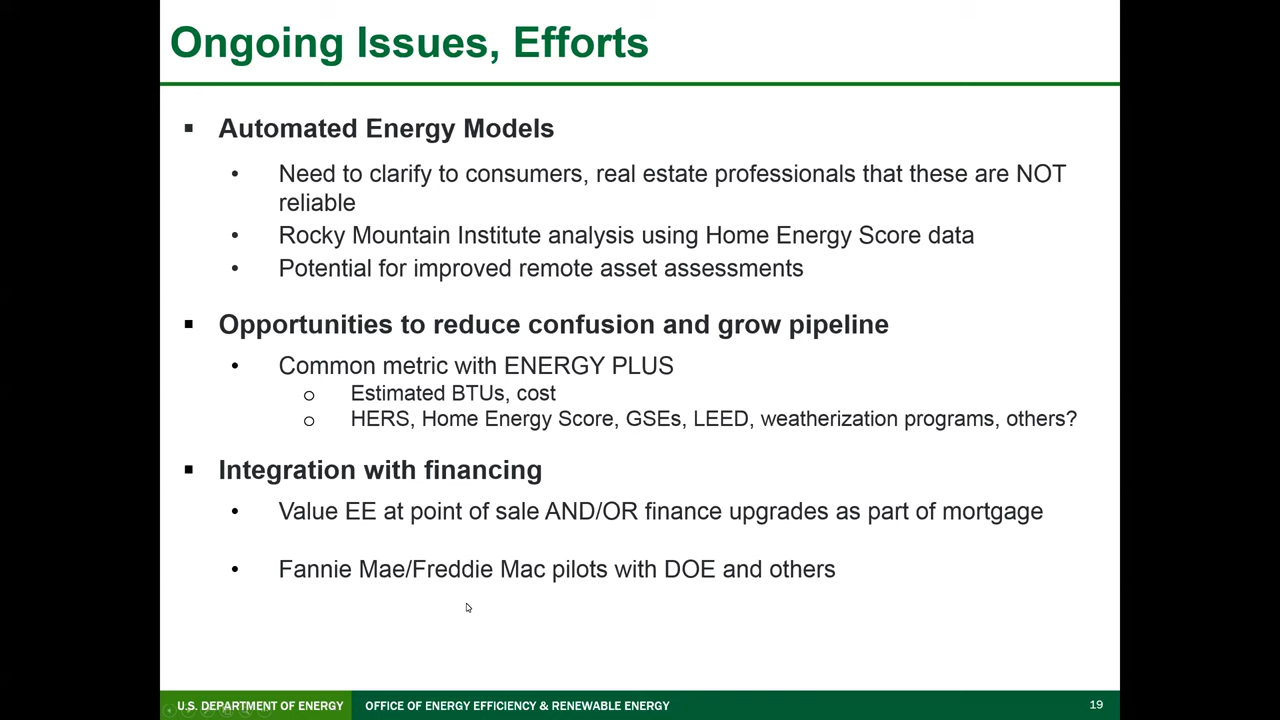 Ongoing Issues, Efforts
▪ Automated Energy Models
• Need to clarify to consumers, real estate professionals that these are NOT
reliable
• Rocky Mountain Institute analysis using Home Energy Score data
• Potential for improved remote asset assessments
▪ Opportunities to reduce confusion and grow pipeline
• Common metric with ENERGY PLUS
o Estimated BTUs, cost
o HERS, Home Energy Score, GSEs, LEED, weatherization programs, others?
▪ Integration with financing
• Value EE at point of sale AND/OR finance upgrades as part of mortgage
• Fannie Mae/Freddie Mac pilots with DOE and others
U.S. DEPARTMENT OF ENERGY OFFICE OF ENERGY EFFICIENCY & RENEWABLE ENERGY 19